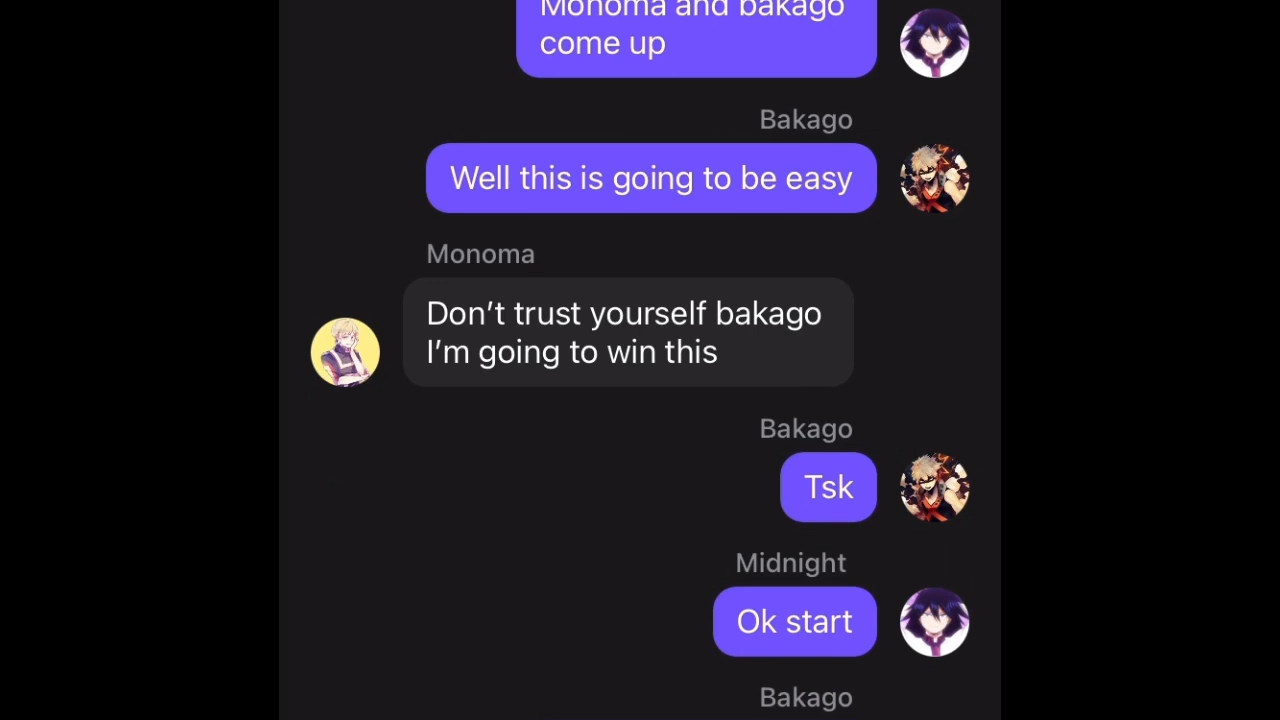 Monoma and bakago
come up
Bakago
Well this is going to be easy
Monoma
Don’t trust yourself bakago
I’m going to win this
Bakago
Tsk
Midnight
Ok start
Bakago